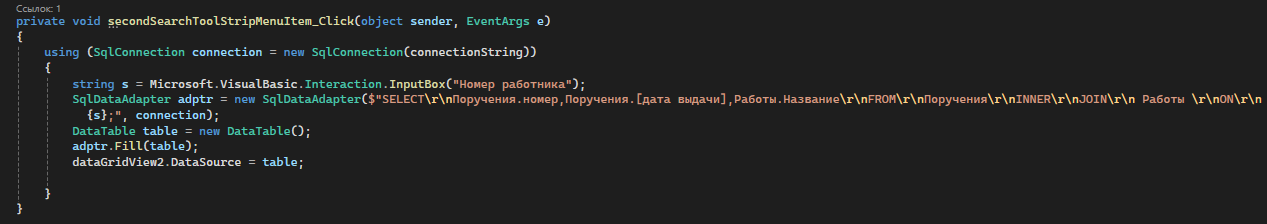 Ссылок: 1
private void secondSearchToolStripMenuItem_Click(object sender, EventArgs e)
{
using (SqlConnection connection = new SqlConnection(connectionString))
{
string s = Microsoft.VisualBasic.Interaction.InputBox("Номер работника");
SqlDataAdapter adptr = new SqlDataAdapter($"SELECT\r\nПоручения.номер,Поручения.[дата выдачи],Работы.Название\r\nFROM\r\nПоручения\r\nINNER\r\nJOIN\r\n Работы \r\nON\r\n
{s};", connection);
DataTable table = new DataTable();
adptr.Fill(table);
dataGridView2.DataSource = table;
}
}